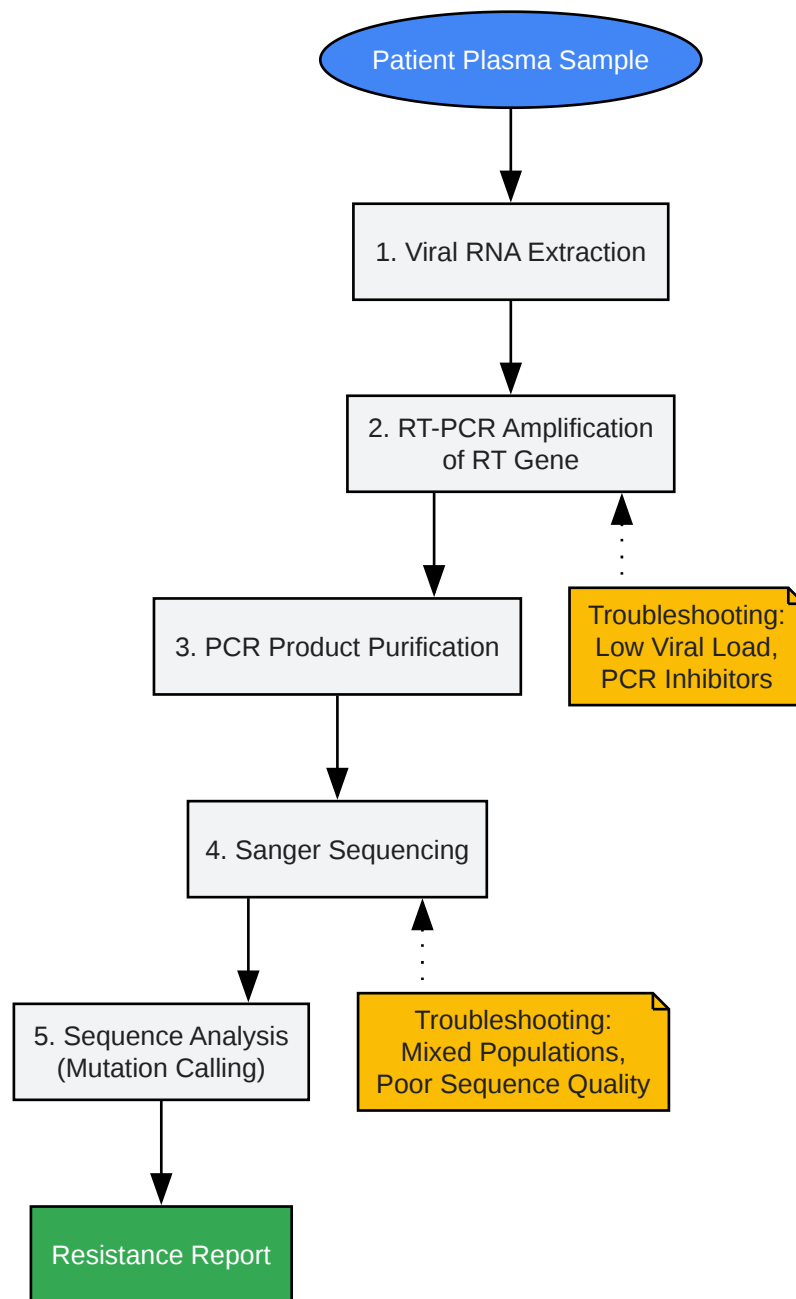 Patient Plasma Sample
1. Viral RNA Extraction
2. RT-PCR Amplification
of RT Gene
3. PCR Product Purification
Troubleshooting:
Low Viral Load,
PCR Inhibitors
4. Sanger Sequencing
5. Sequence Analysis
(Mutation Calling)
Troubleshooting:
Mixed Populations,
Poor Sequence Quality
Resistance Report